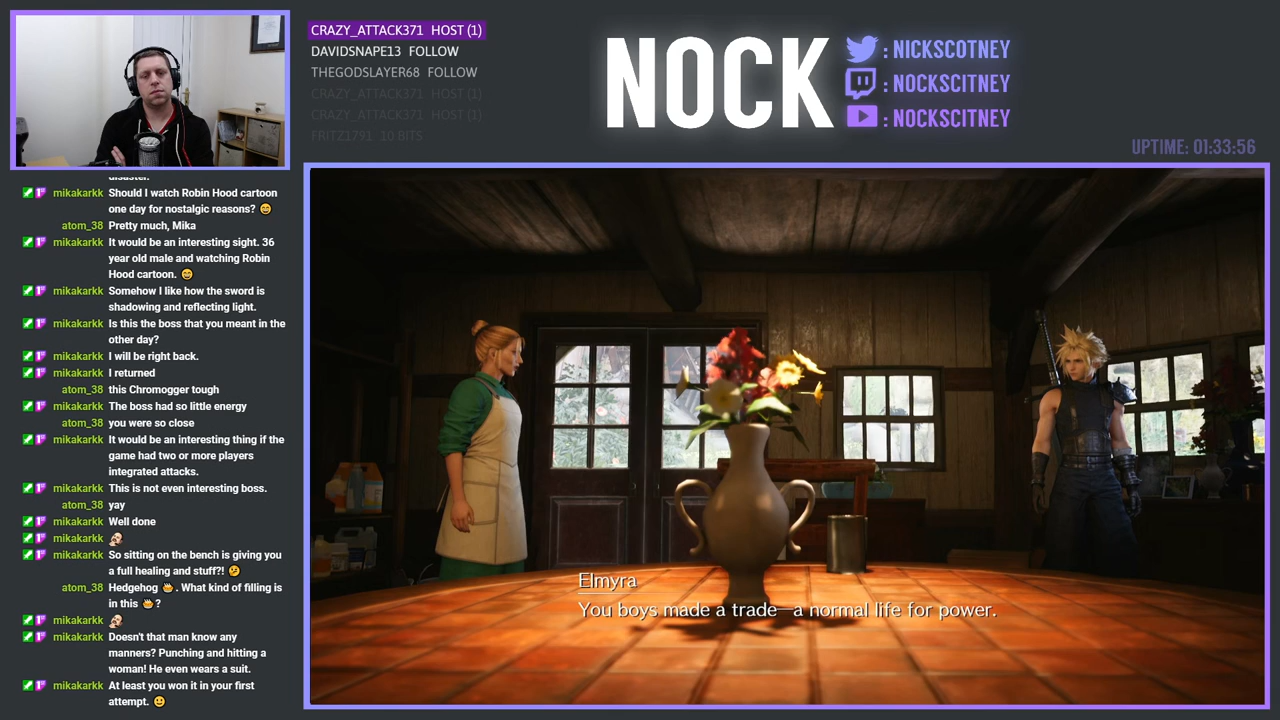 CRAZY_ATTACK371 HOST (1)
DAVIDSNAPE13 FOLLOW
THEGODSLAYER68 FOLLOW
CRAZY_ATTACK371 HOST (1)
CRAZY_ATTACK371 HOST (1)
FRITZ1791 10 BITS
NOCK
: NICKSCOTNEY
: NOCKSCITNEY
: NOCKSCITNEY
UPTIME: 01:33:56
disaster.
mikakarkk Should I watch Robin Hood cartoon
one day for nostalgic reasons? 😄
atom_38 Pretty much, Mika
mikakarkk It would be an interesting sight. 36
year old male and watching Robin
Hood cartoon. 😄
mikakarkk Somehow I like how the sword is
shadowing and reflecting light.
mikakarkk Is this the boss that you meant in the
other day?
mikakarkk I will be right back.
mikakarkk I returned
atom_38 this Chromogger tough
mikakarkk The boss had so little energy
atom_38 you were so close
mikakarkk It would be an interesting thing if the
game had two or more players
integrated attacks.
mikakarkk This is not even interesting boss.
atom_38 yay
mikakarkk Well done
mikakarkk
mikakarkk So sitting on the bench is giving you
a full healing and stuff?! 😕
atom_38 Hedgehog . What kind of filling is
in this ?
mikakarkk
mikakarkk Doesn't that man know any
manners? Punching and hitting a
woman! He even wears a suit.
mikakarkk At least you won it in your first
attempt. 🙂
Elmyra
You boys made a trade—a normal life for power.